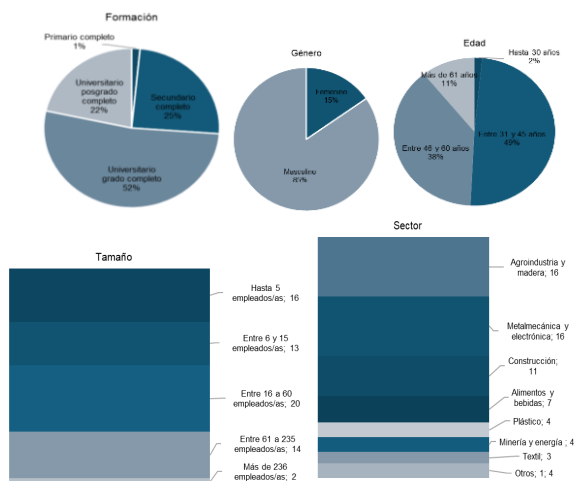 Formación
Primario completo
1%
Secundario
completo
25%
Universitario
grado completo
52%
Universitario
posgrado
completo
22%
Género
Femenino
15%
Masculino
85%
Edad
Hasta 30 años
2%
Entre 31 y 45 años
49%
Entre 46 y 60 años
38%
Más de 61 años
11%
Tamaño
Hasta 5
empleados/as; 16
Entre 6 y 15
empleados/as; 13
Entre 16 a 60
empleados/as; 20
Entre 61 a 235
empleados/as; 14
Más de 236
empleados/as; 2
Sector
Agroindustria y
madera; 16
Metalmecánica y
electrónica; 16
Construcción;
11
Alimentos y
bebidas; 7
Plástico; 4
Minería y energía ; 4
Textil; 3
Otros; 1; 4